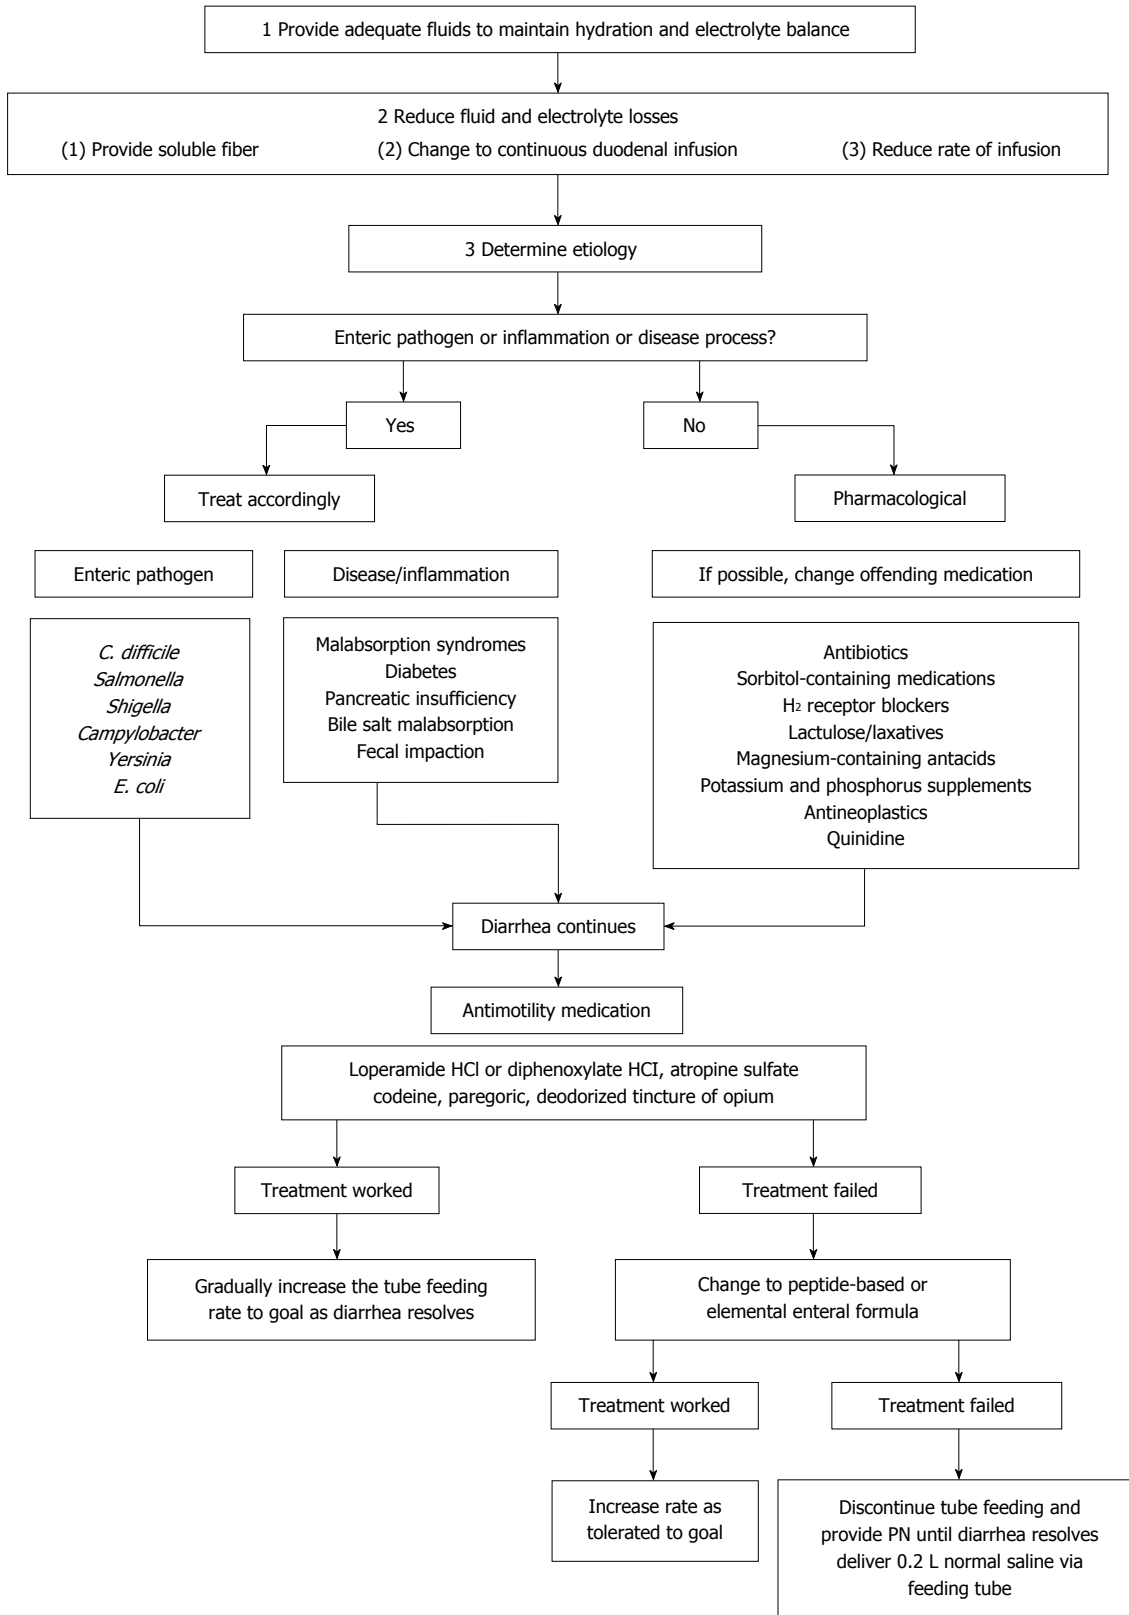 1 Provide adequate fluids to maintain hydration and electrolyte balance
2 Reduce fluid and electrolyte losses
(1) Provide soluble fiber
(2) Change to continuous duodenal infusion
(3) Reduce rate of infusion
3 Determine etiology
Enteric pathogen or inflammation or disease process?
Yes
No
Treat accordingly
Pharmacological
Enteric pathogen
Disease/inflammation
If possible, change offending medication
C. difficile
Salmonella
Shigella
Campylobacter
Yersinia
E. coli
Malabsorption syndromes
Diabetes
Pancreatic insufficiency
Bile salt malabsorption
Fecal impaction
Antibiotics
Sorbitol-containing medications
H2 receptor blockers
Lactulose/laxatives
Magnesium-containing antacids
Potassium and phosphorus supplements
Antineoplastics
Quinidine
Diarrhea continues
Antimotility medication
Loperamide HCl or diphenoxylate HCI, atropine sulfate
codeine, paregoric, deodorized tincture of opium
Treatment worked
Treatment failed
Gradually increase the tube feeding
rate to goal as diarrhea resolves
Change to peptide-based or
elemental enteral formula
Treatment worked
Treatment failed
Increase rate as
tolerated to goal
Discontinue tube feeding and
provide PN until diarrhea resolves
deliver 0.2 L normal saline via
feeding tube